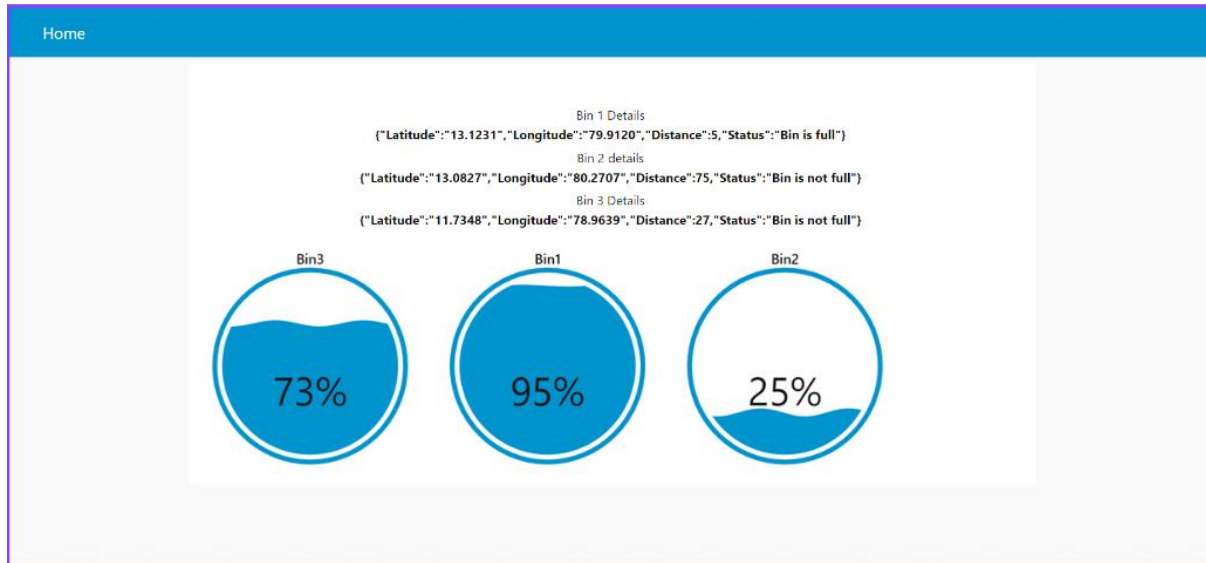 Home
Bin 1 Details
{"Latitude":"13.1231","Longitude":"79.9120","Distance":5,"Status":"Bin is full"}
Bin 2 details
{"Latitude":"13.0827","Longitude":"80.2707","Distance":75,"Status":"Bin is not full"}
Bin 3 Details
{"Latitude":"11.7348","Longitude":"78.9639","Distance":27,"Status":"Bin is not full"}
Bin3
Bin1
Bin2
73%
95%
25%